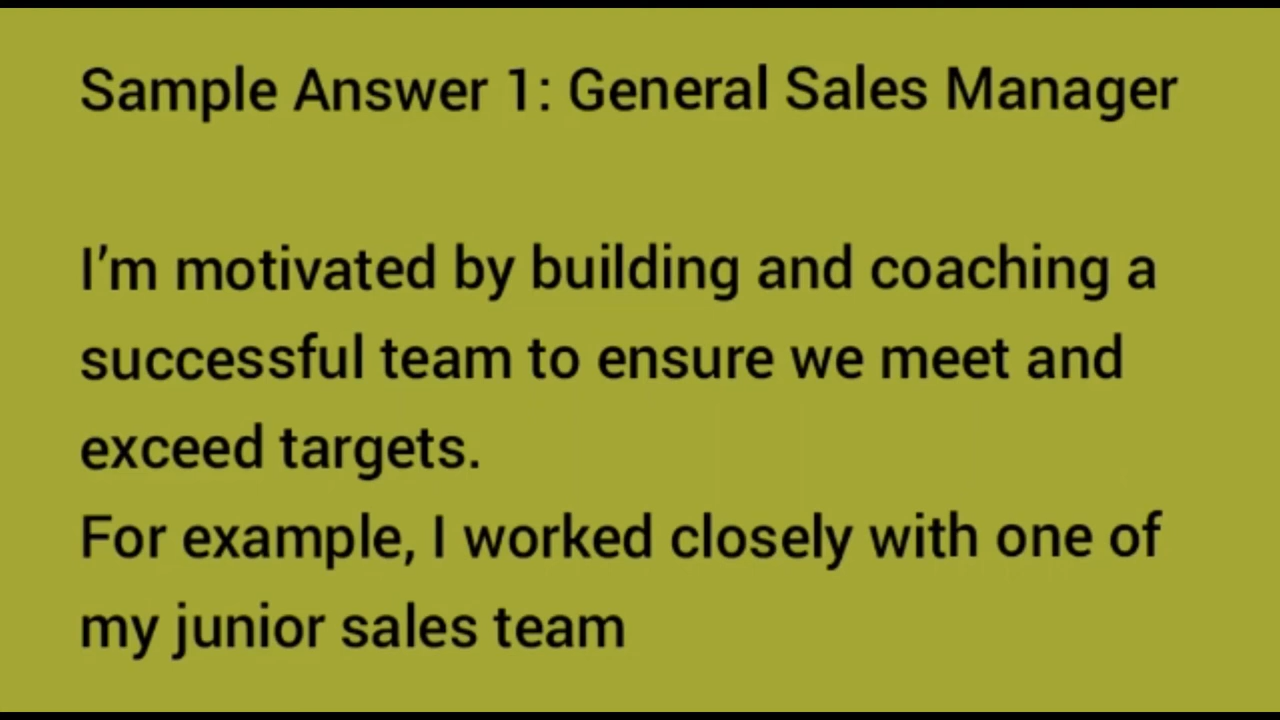 Sample Answer 1: General Sales Manager
I’m motivated by building and coaching a
successful team to ensure we meet and
exceed targets.
For example, I worked closely with one of
my junior sales team